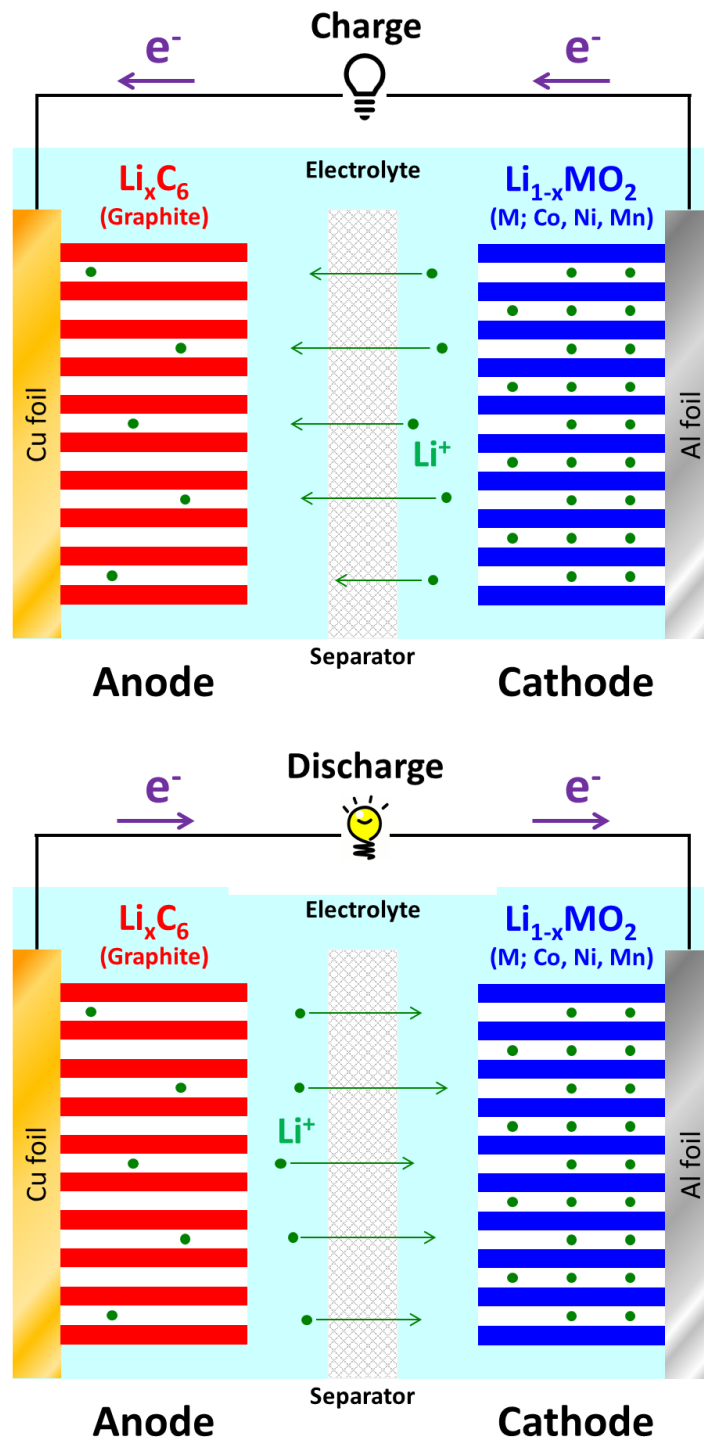 Charge
e⁻ e⁻
LiₓC₆ Electrolyte Li₁₋ₓMO₂
(Graphite) (M; Co, Ni, Mn)
Cu foil Al foil
Li⁺
Separator
Anode Cathode
Discharge
e⁻ e⁻
LiₓC₆ Electrolyte Li₁₋ₓMO₂
(Graphite) (M; Co, Ni, Mn)
Li⁺
Cu foil Al foil
Separator
Anode Cathode